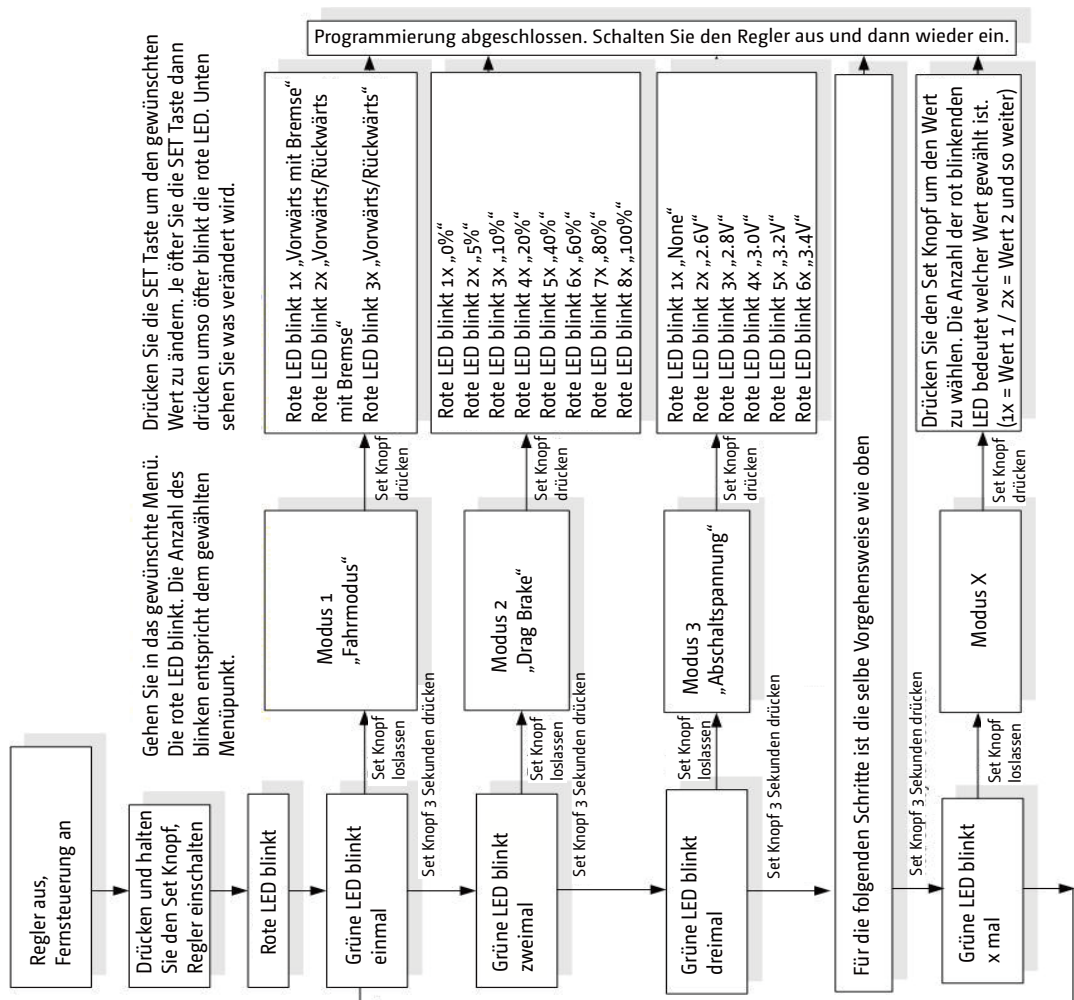 Regler aus,
Fernsteuerung an
Drücken und halten
Sie den Set Knopf,
Regler einschalten
Rote LED blinkt
Gehen Sie in das gewünschte Menü.
Die rote LED blinkt. Die Anzahl des
blinken entspricht dem gewählten
Menüpunkt.
Drücken Sie die SET Taste um den gewünschten
Wert zu ändern. Je öfter Sie die SET Taste dann
drücken umso öfter blinkt die rote LED. Unten
sehen Sie was verändert wird.
Grüne LED blinkt
einmal
Set Knopf
loslassen
Modus 1
„Fahrmodus“
Set Knopf
drücken
Rote LED blinkt 1x „Vorwärts mit Bremse“
Rote LED blinkt 2x „Vorwärts/Rückwärts
mit Bremse“
Rote LED blinkt 3x „Vorwärts/Rückwärts“
Set Knopf 3 Sekunden drücken
Grüne LED blinkt
zweimal
Set Knopf
loslassen
Modus 2
„Drag Brake“
Set Knopf
drücken
Rote LED blinkt 1x „0%“
Rote LED blinkt 2x „5%“
Rote LED blinkt 3x „10%“
Rote LED blinkt 4x „20%“
Rote LED blinkt 5x „40%“
Rote LED blinkt 6x „60%“
Rote LED blinkt 7x „80%“
Rote LED blinkt 8x „100%“
Set Knopf 3 Sekunden drücken
Grüne LED blinkt
dreimal
Set Knopf
loslassen
Modus 3
„Abschaltspannung“
Set Knopf
drücken
Rote LED blinkt 1x „None“
Rote LED blinkt 2x „2.6V“
Rote LED blinkt 3x „2.8V“
Rote LED blinkt 4x „3.0V“
Rote LED blinkt 5x „3.2V“
Rote LED blinkt 6x „3.4V“
Set Knopf 3 Sekunden drücken
Für die folgenden Schritte ist die selbe Vorgehensweise wie oben
Set Knopf 3 Sekunden drücken
Grüne LED blinkt
x mal
Set Knopf
loslassen
Modus X
Set Knopf
drücken
Drücken Sie den Set Knopf um den Wert
zu wählen. Die Anzahl der rot blinkenden
LED bedeutet welcher Wert gewählt ist.
(1x = Wert 1 / 2x = Wert 2 und so weiter)
Programmierung abgeschlossen. Schalten Sie den Regler aus und dann wieder ein.